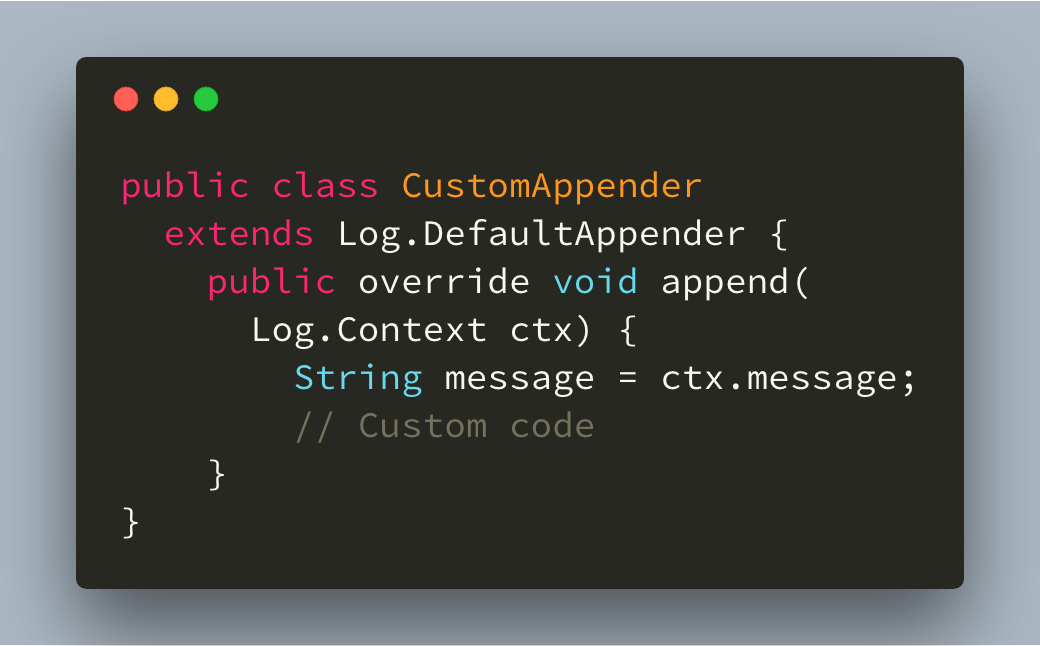 public class CustomAppender
extends Log.DefaultAppender {
public override void append(
Log.Context ctx) {
String message = ctx.message;
// Custom code
}
}